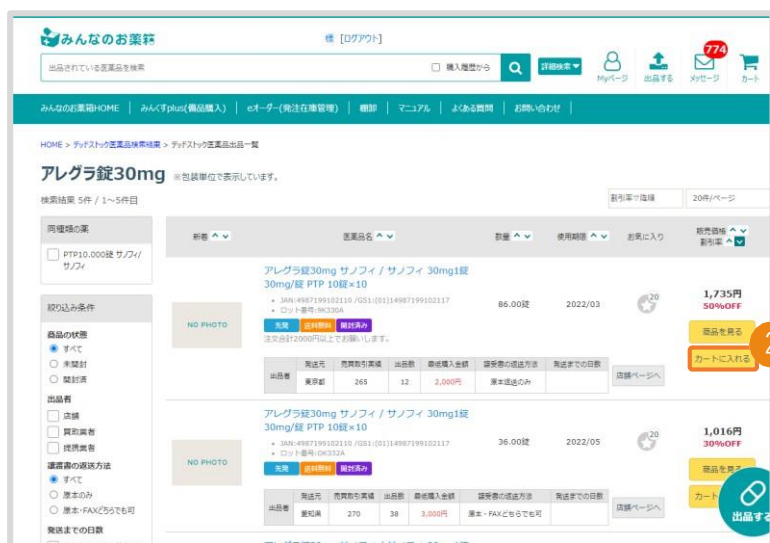 みんなのお薬箱
様 [ログアウト]
出品されている医薬品を検索
購入履歴から
詳細検索▼
Myページ
出品する
774
メッセージ
カート
みんなのお薬箱HOME | みんくすplus(備品購入) | eオーダー(発注在庫管理) | 棚卸 | マニュアル | よくある質問 | お問い合わせ |
HOME > デッドストック医薬品検索結果 > デッドストック医薬品出品一覧
アレグラ錠30mg ※包装単位で表示しています。
検索結果 5件 / 1～5件目
割引率で降順
20件/ページ
同種類の薬
PTP10.000錠 サノフィ/
サノフィ
絞り込み条件
商品の状態
すべて
未開封
開封済
出品者
店舗
買取業者
提携業者
譲渡書の返送方法
すべて
原本のみ
原本・FAXどちらでも可
発送までの日数
新着
医薬品名
数量
使用期限
お気に入り
販売価格
割引率
NO PHOTO
アレグラ錠30mg サノフィ / サノフィ 30mg1錠
30mg/錠 PTP 10錠×10
JAN:4987199102110 /GS1:(01)14987199102117
ロット番号:9K330A
先発 送料無料 開封済み
注文合計2000円以上でお願いします。
出品者
発送元 売買取引実績 出品数 最低購入金額 譲受書の返送方法 発送までの日数
東京都 265 12 2,000円 原本返送のみ
86.00錠
2022/03
20
1,735円
50%OFF
商品を見る
カートに入れる
店舗ページへ
NO PHOTO
アレグラ錠30mg サノフィ / サノフィ 30mg1錠
30mg/錠 PTP 10錠×10
JAN:4987199102110 /GS1:(01)14987199102117
ロット番号:0K332A
先発 送料無料 開封済み
出品者
発送元 売買取引実績 出品数 最低購入金額 譲受書の返送方法 発送までの日数
愛知県 270 38 3,000円 原本・FAXどちらでも可
36.00錠
2022/05
20
1,016円
30%OFF
商品を見
カート
店舗ページへ
出品する